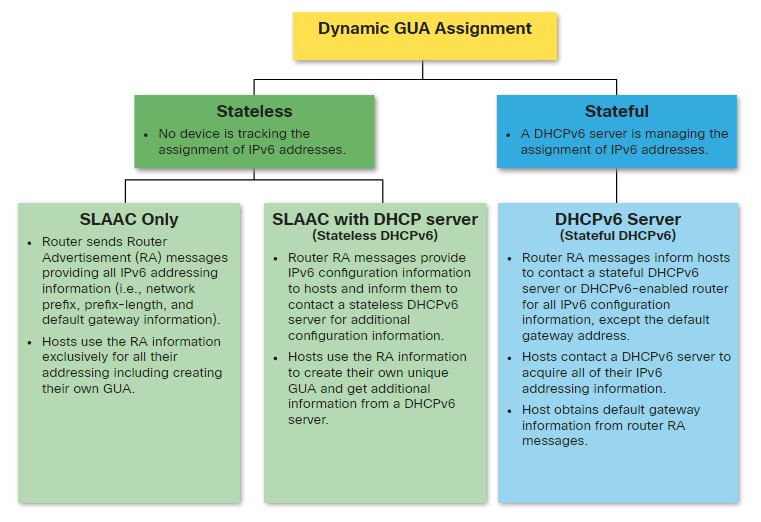 Dynamic GUA Assignment
Stateless
• No device is tracking the
assignment of IPv6 addresses.
Stateful
• A DHCPv6 server is managing the
assignment of IPv6 addresses.
SLAAC Only
• Router sends Router
Advertisement (RA) messages
providing all IPv6 addressing
information (i.e., network
prefix, prefix-length, and
default gateway information).
• Hosts use the RA information
exclusively for all their
addressing including creating
their own GUA.
SLAAC with DHCP server
(Stateless DHCPv6)
• Router RA messages provide
IPv6 configuration information
to hosts and inform them to
contact a stateless DHCPv6
server for additional
configuration information.
• Hosts use the RA information
to create their own unique
GUA and get additional
information from a DHCPv6
server.
DHCPv6 Server
(Stateful DHCPv6)
• Router RA messages inform hosts
to contact a stateful DHCPv6
server or DHCPv6-enabled router
for all IPv6 configuration
information, except the default
gateway address.
• Hosts contact a DHCPv6 server to
acquire all of their IPv6
addressing information.
• Host obtains default gateway
information from router RA
messages.